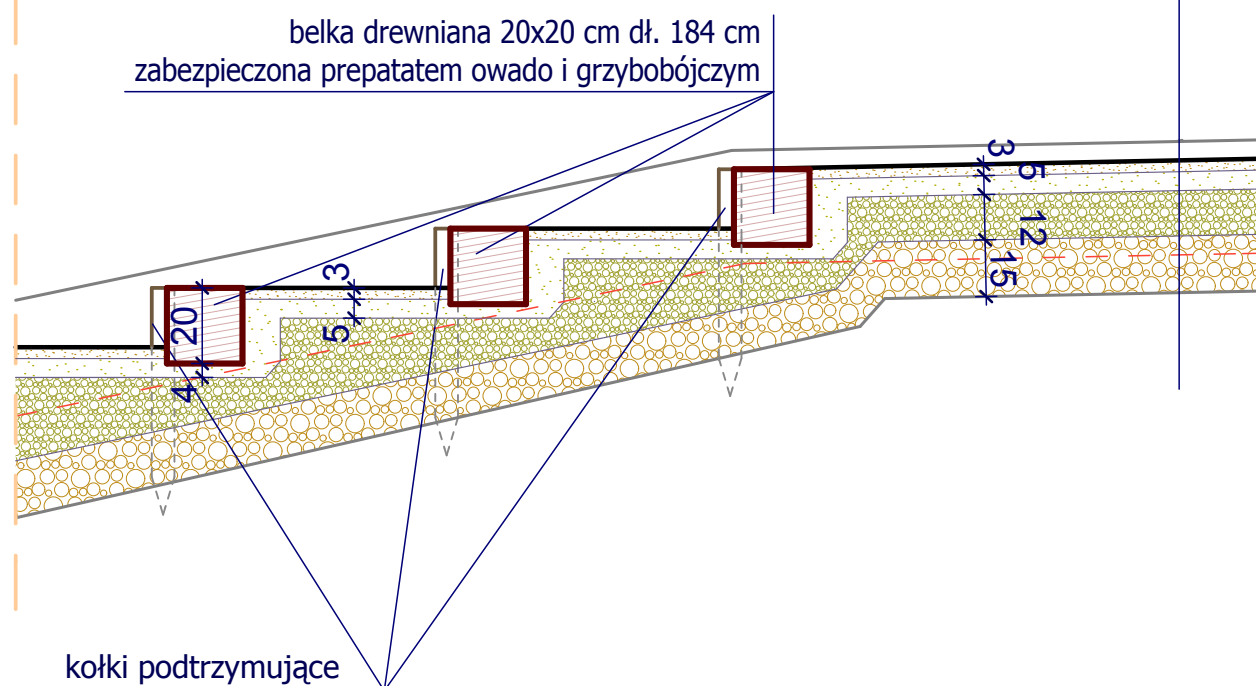 belka drewniana 20x20 cm dł. 184 cm
zabezpieczona prepatatem owado i grzybobójczym
3
5
12
15
3
5
20
4
kołki podtrzymujące